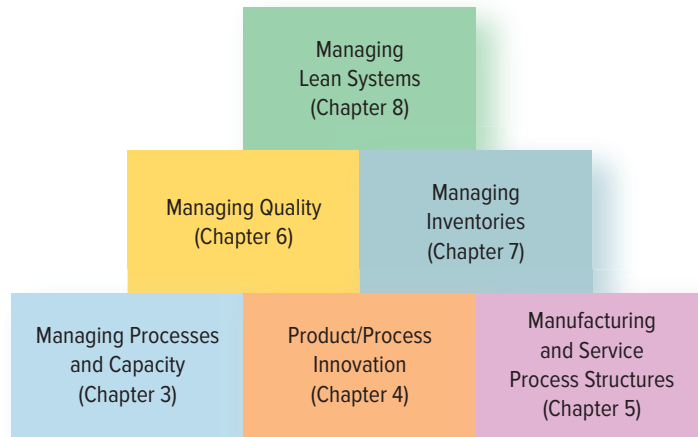 Managing
Lean Systems
(Chapter 8)
Managing Quality
(Chapter 6)
Managing
Inventories
(Chapter 7)
Managing Processes
and Capacity
(Chapter 3)
Product/Process
Innovation
(Chapter 4)
Manufacturing
and Service
Process Structures
(Chapter 5)